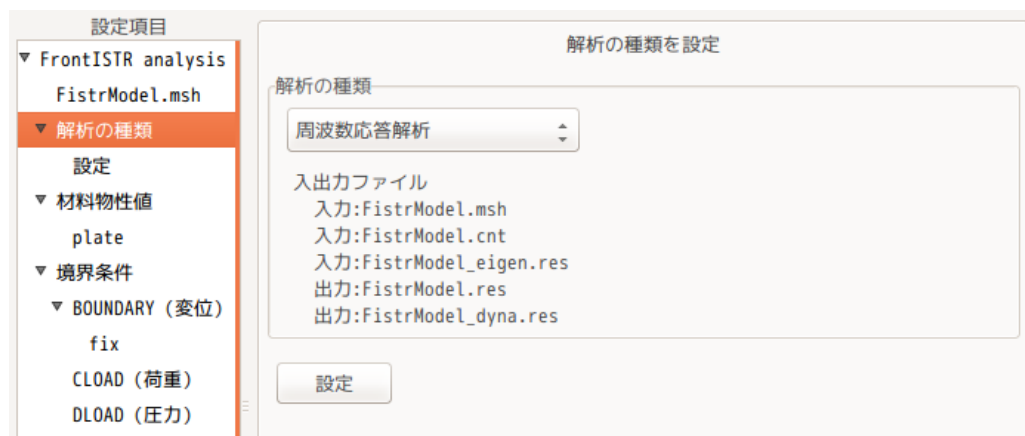 設定項目
FrontISTR analysis
FistrModel.msh
解析の種類
設定
材料物性値
plate
境界条件
BOUNDARY (変位)
fix
CLOAD (荷重)
DLOAD (圧力)
解析の種類を設定
解析の種類
周波数応答解析
入出力ファイル
入力:FistrModel.msh
入力:FistrModel.cnt
入力:FistrModel_eigen.res
出力:FistrModel.res
出力:FistrModel_dyna.res
設定